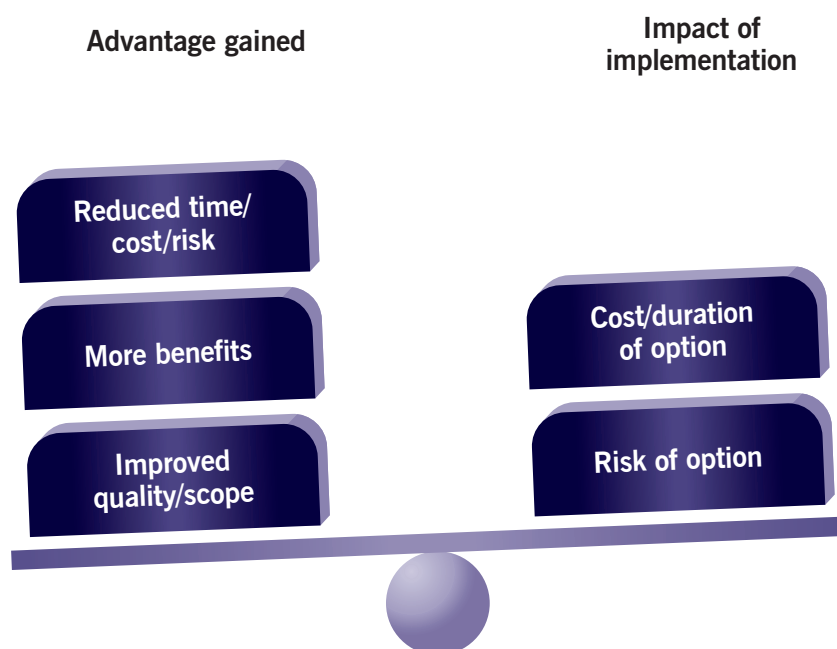 Advantage gained
Impact of
implementation
Reduced time/
cost/risk
More benefits
Improved
quality/scope
Cost/duration
of option
Risk of option